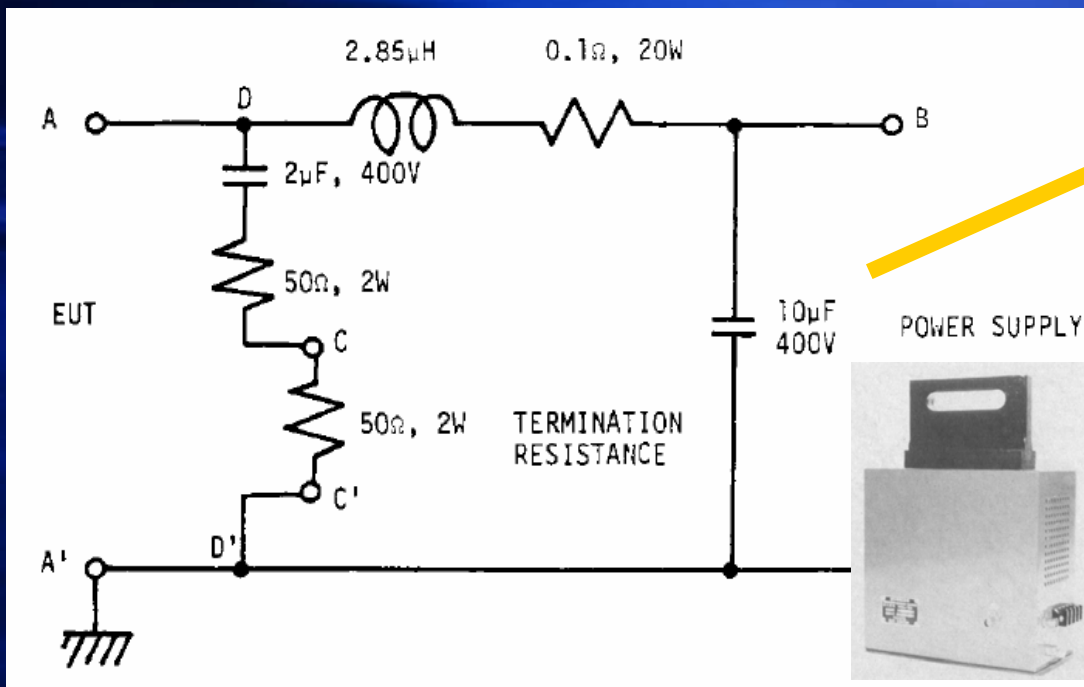 2.85µH
0.1Ω, 20W
A
D
B
2µF, 400V
50Ω, 2W
EUT
10µF
400V
POWER SUPPLY
C
50Ω, 2W
TERMINATION
RESISTANCE
C'
A'
D'